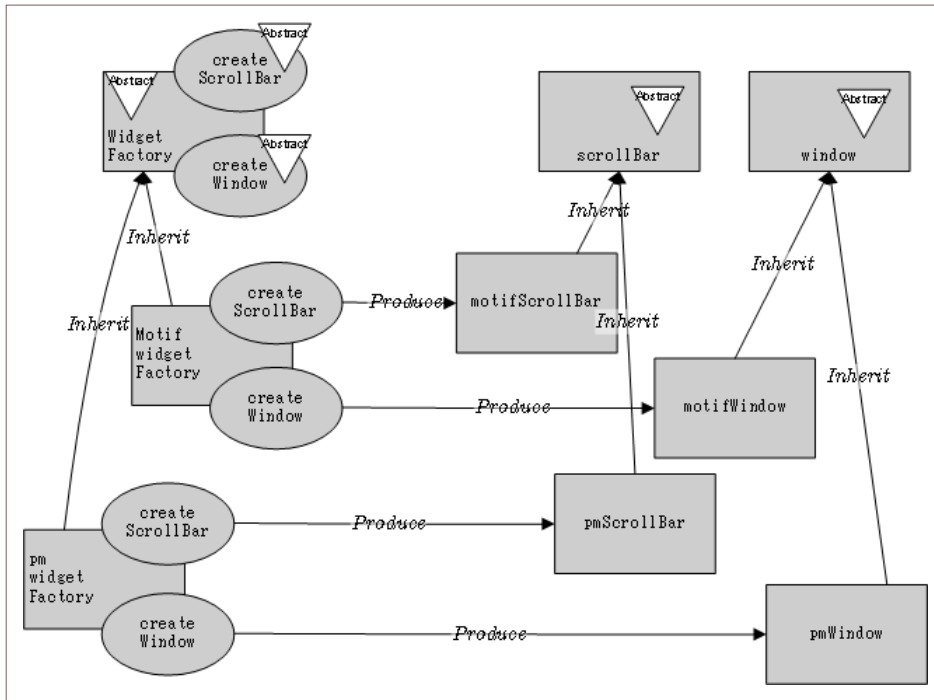 Abstract
create
ScrollBar
Abstract
Widget
Factory
Abstract
create
Window
Abstract
scrollBar
Abstract
window
Inherit
Inherit
Inherit
Inherit
Inherit
Inherit
create
ScrollBar
Produce
motifScrollBar
Motif
widget
Factory
create
Window
Produce
motifWindow
create
ScrollBar
Produce
pmScrollBar
pm
widget
Factory
create
Window
Produce
pmWindow